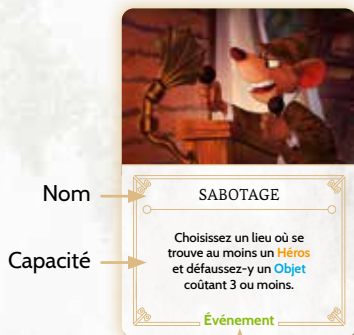 Nom
SABOTAGE
Capacité
Choisissez un lieu où se
trouve au moins un Héros
et défaussez-y un Objet
coûtant 3 ou moins.
Événement